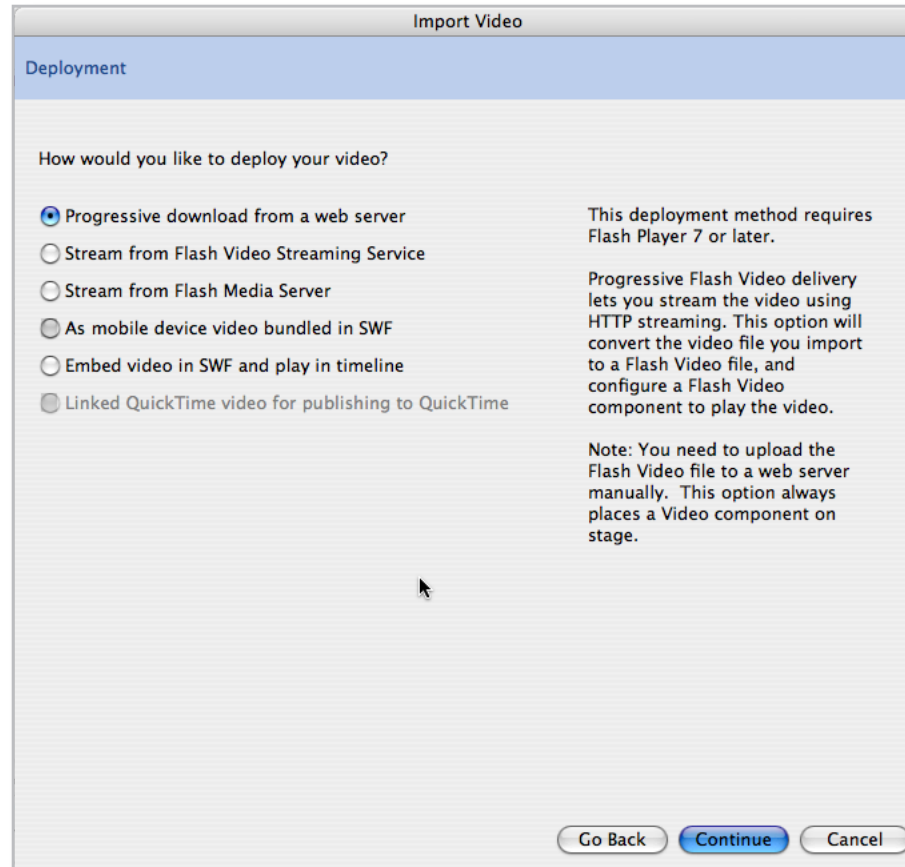 Import Video
Deployment
How would you like to deploy your video?
Progressive download from a web server
Stream from Flash Video Streaming Service
Stream from Flash Media Server
As mobile device video bundled in SWF
Embed video in SWF and play in timeline
Linked QuickTime video for publishing to QuickTime
This deployment method requires
Flash Player 7 or later.
Progressive Flash Video delivery
lets you stream the video using
HTTP streaming. This option will
convert the video file you import
to a Flash Video file, and
configure a Flash Video
component to play the video.
Note: You need to upload the
Flash Video file to a web server
manually. This option always
places a Video component on
stage.
Go Back
Continue
Cancel